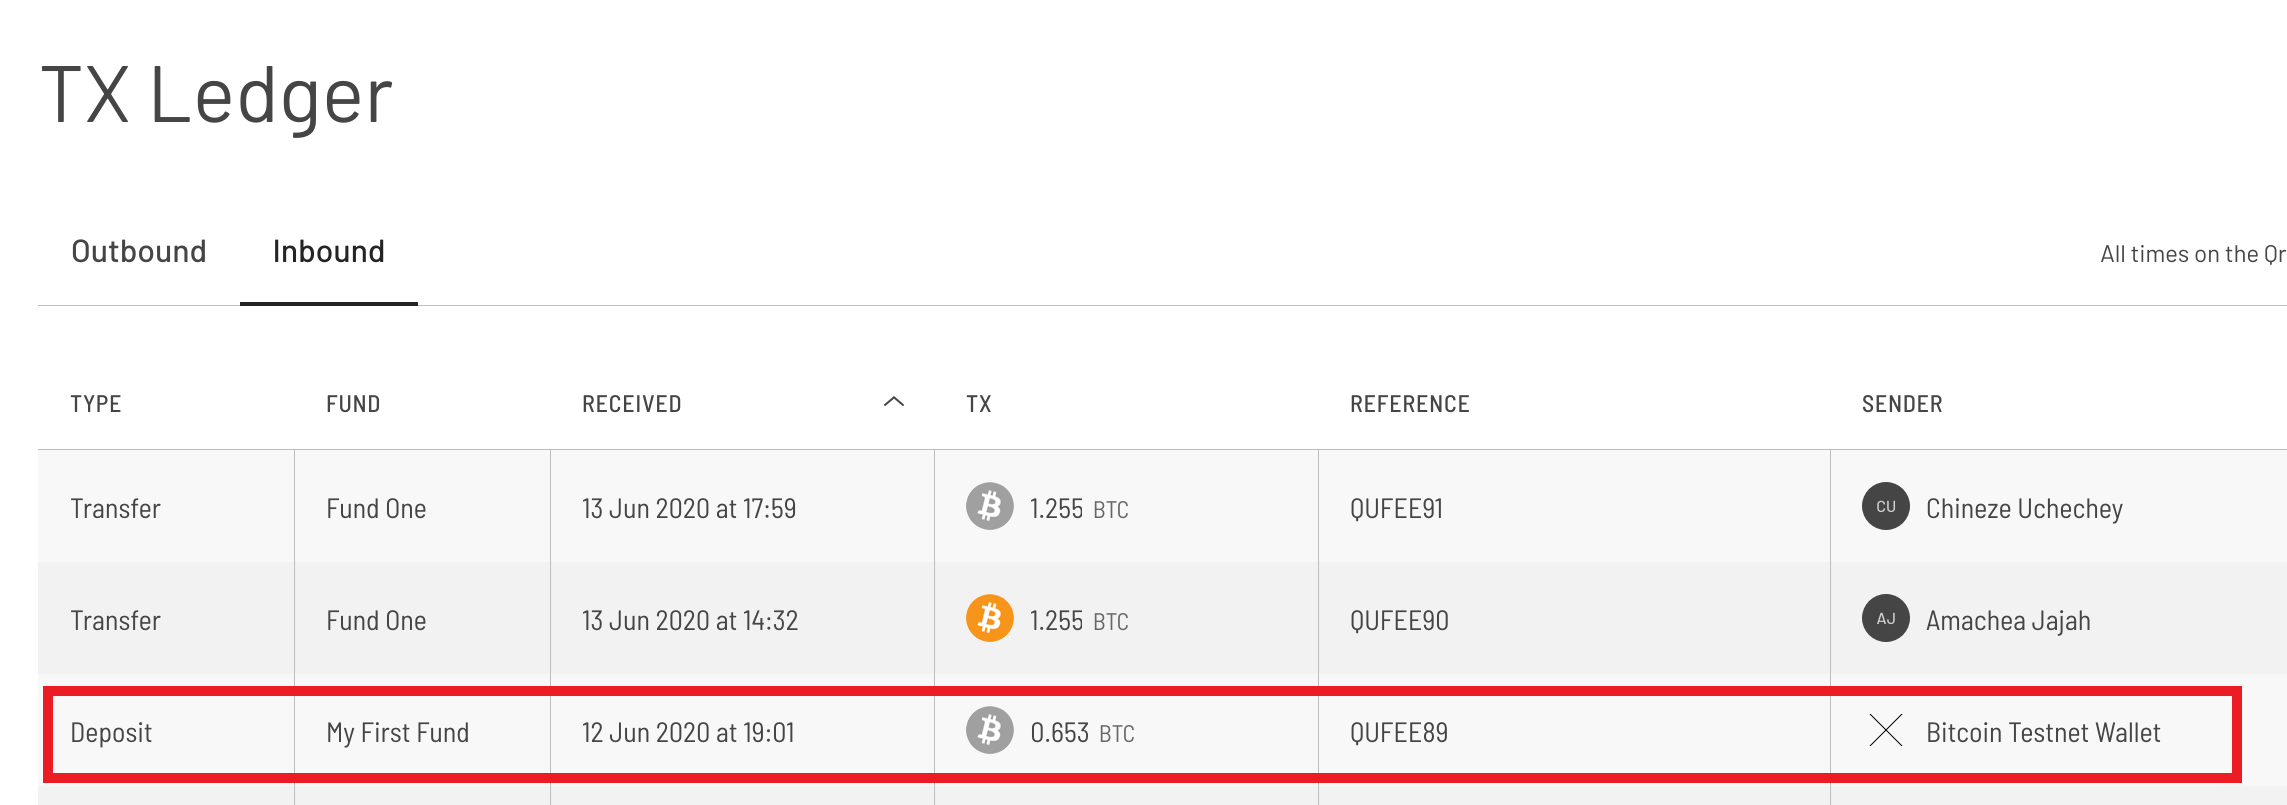 TX Ledger
Outbound Inbound All times on the Qr
TYPE FUND RECEIVED TX REFERENCE SENDER
Transfer Fund One 13 Jun 2020 at 17:59 1.255 BTC QUFEE91 CU Chineze Uchechey
Transfer Fund One 13 Jun 2020 at 14:32 1.255 BTC QUFEE90 AJ Amachea Jajah
Deposit My First Fund 12 Jun 2020 at 19:01 0.653 BTC QUFEE89 Bitcoin Testnet Wallet